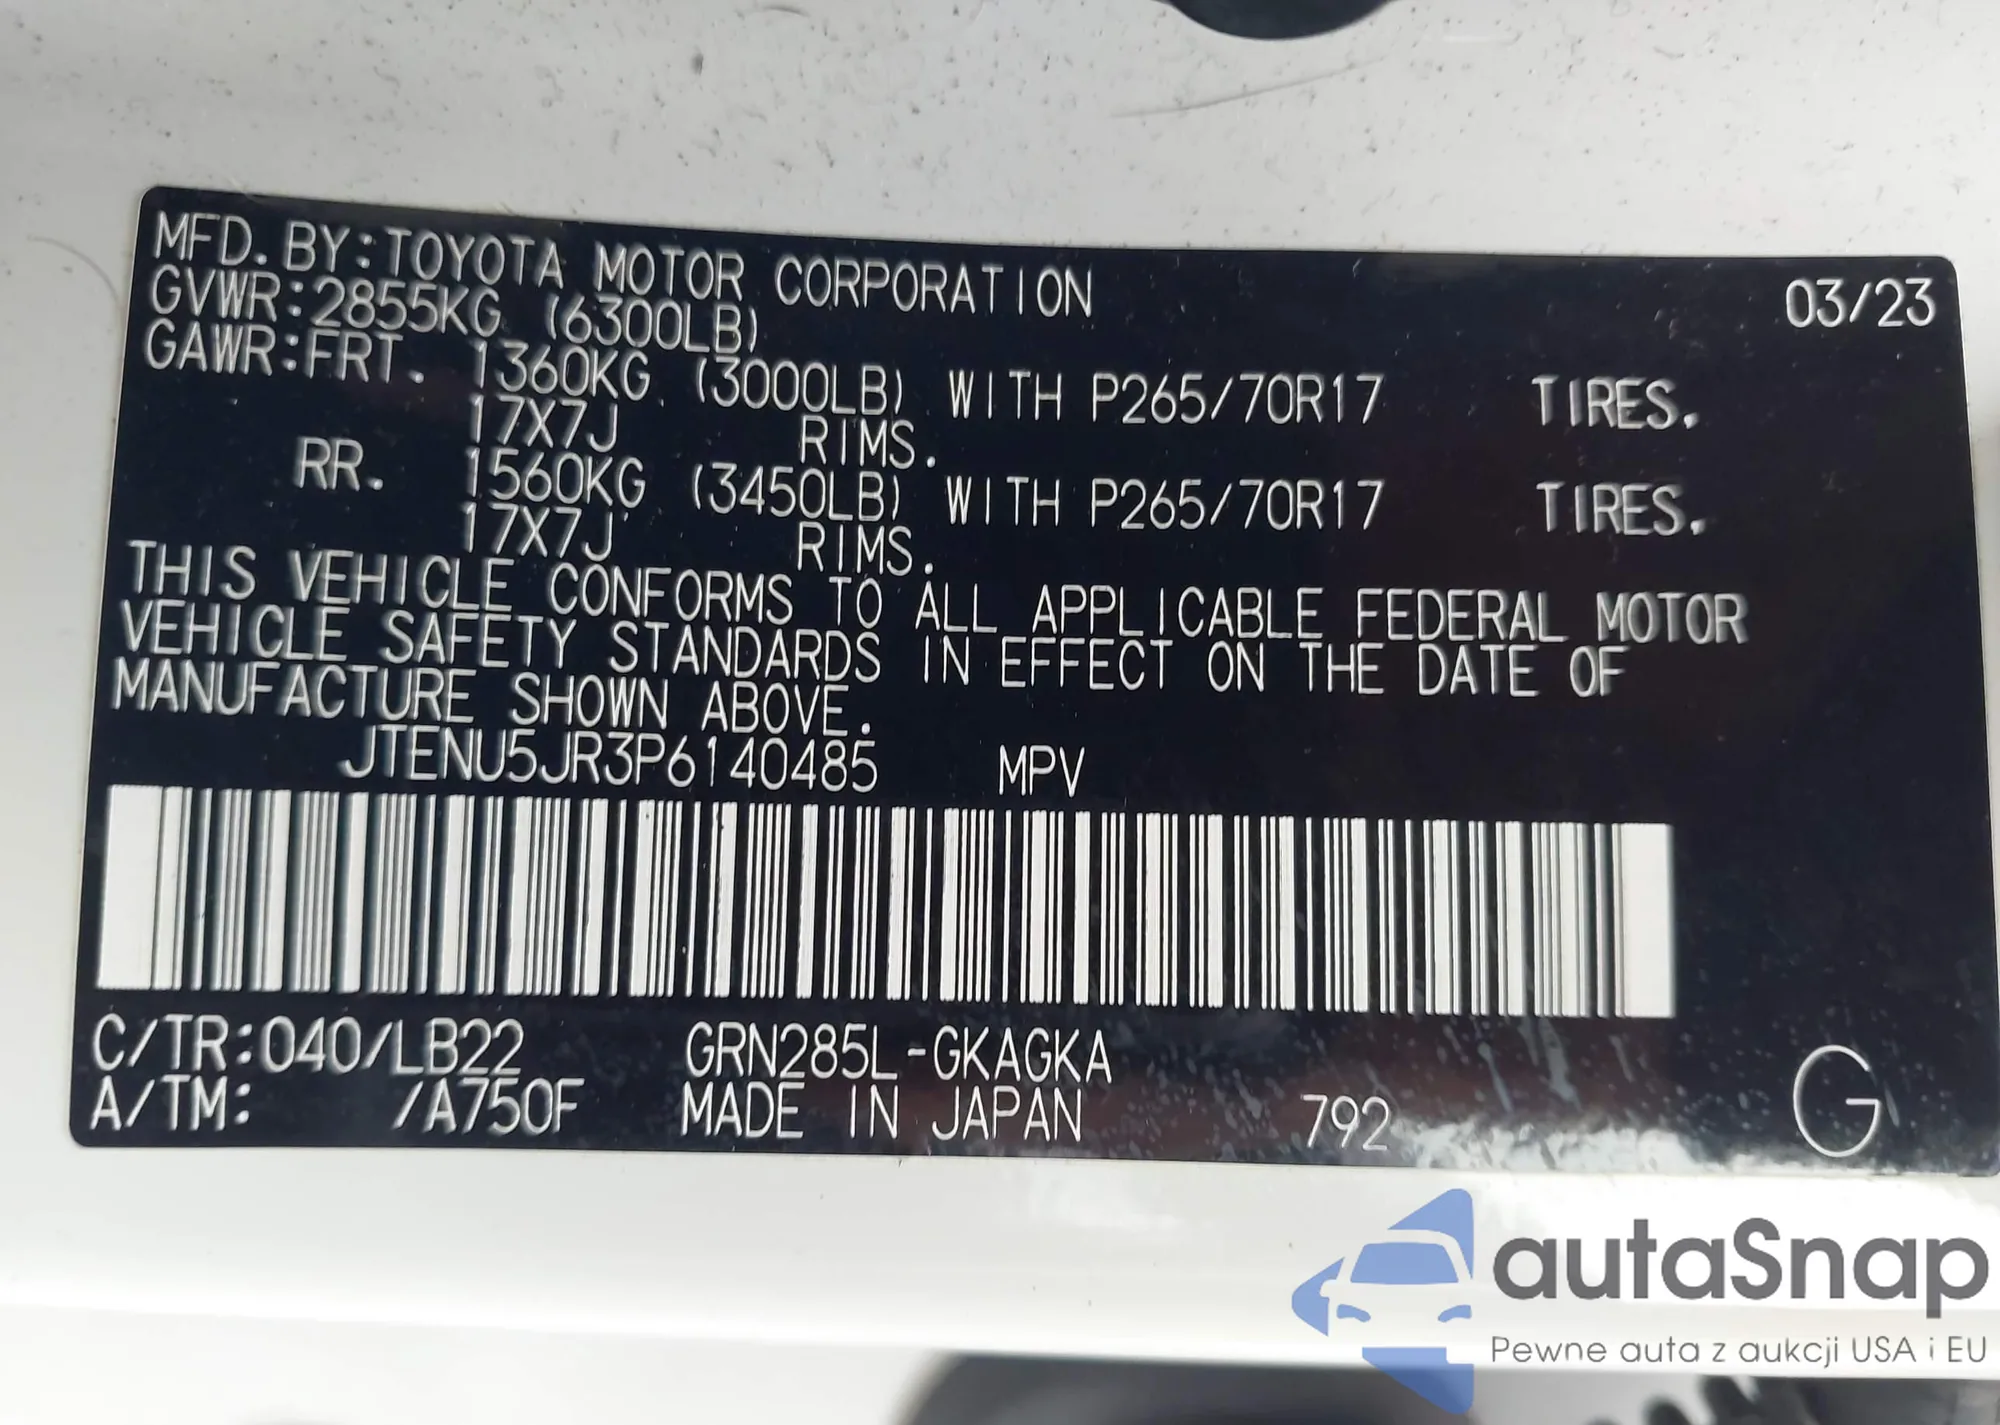 MFD. BY:TOYOTA MOTOR CORPORATION 03/23
GVWR:2855KG (6300LB)
GAWR:FRT. 1360KG (3000LB) WITH P265/70R17 TIRES.
17X7J RIMS.
RR. 1560KG (3450LB) WITH P265/70R17 TIRES.
17X7J RIMS.
THIS VEHICLE CONFORMS TO ALL APPLICABLE FEDERAL MOTOR
VEHICLE SAFETY STANDARDS IN EFFECT ON THE DATE OF
MANUFACTURE SHOWN ABOVE.
JTENU5JR3P6140485 MPV
C/TR:040/LB22 GRN285L-GKAGKA
A/TM: /A750F MADE IN JAPAN 792 G
autaSnap
Pewne auta z aukcji USA i EU